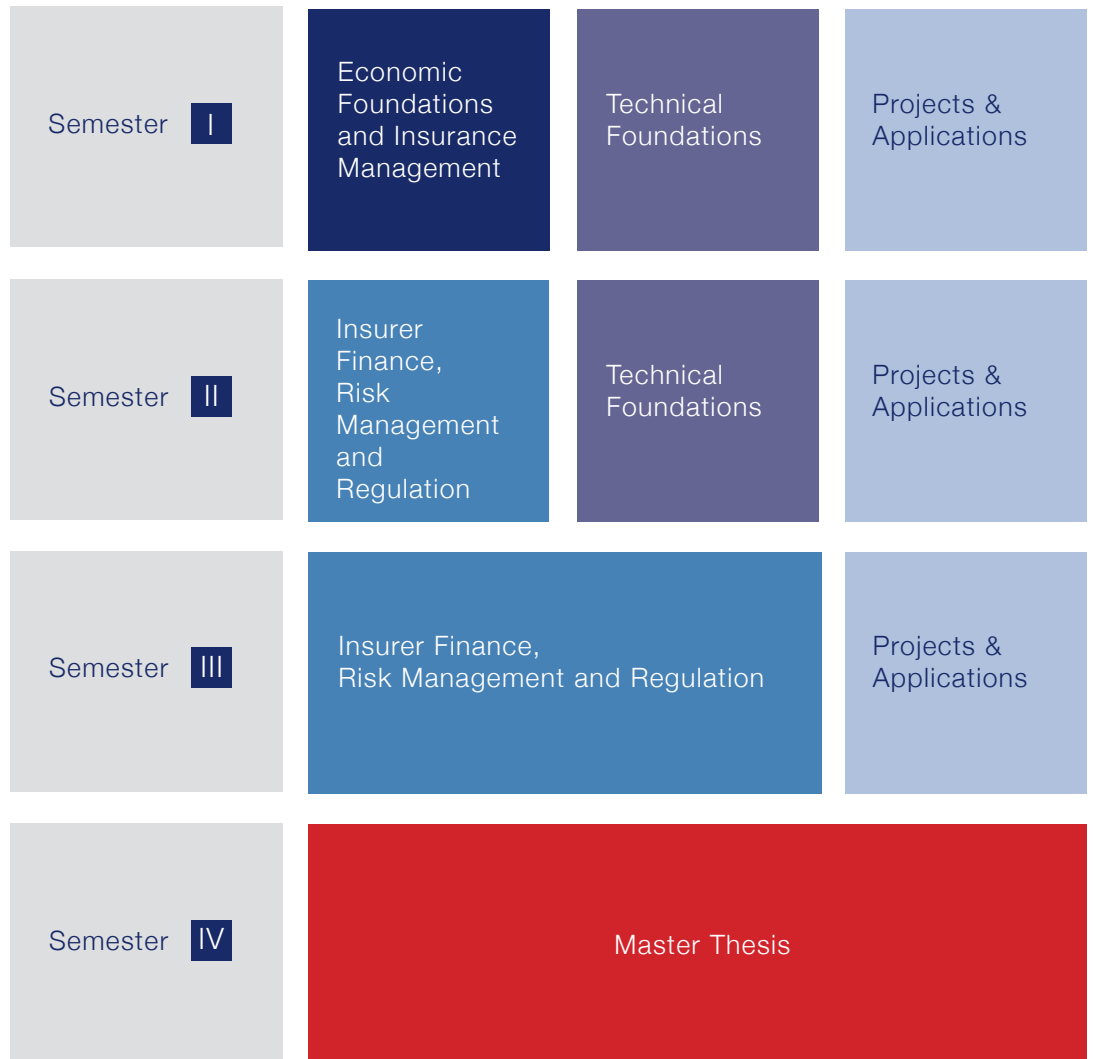 Semester I
Economic
Foundations
and Insurance
Management
Technical
Foundations
Projects &
Applications
Semester II
Insurer
Finance,
Risk
Management
and
Regulation
Technical
Foundations
Projects &
Applications
Semester III
Insurer Finance,
Risk Management and Regulation
Projects &
Applications
Semester IV
Master Thesis